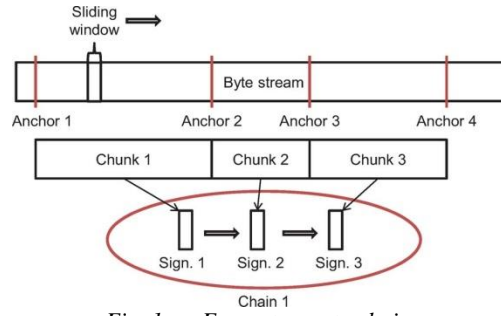 Sliding
window
Byte stream
Anchor 1 Anchor 2 Anchor 3 Anchor 4
Chunk 1 Chunk 2 Chunk 3
Sign. 1 Sign. 2 Sign. 3
Chain 1